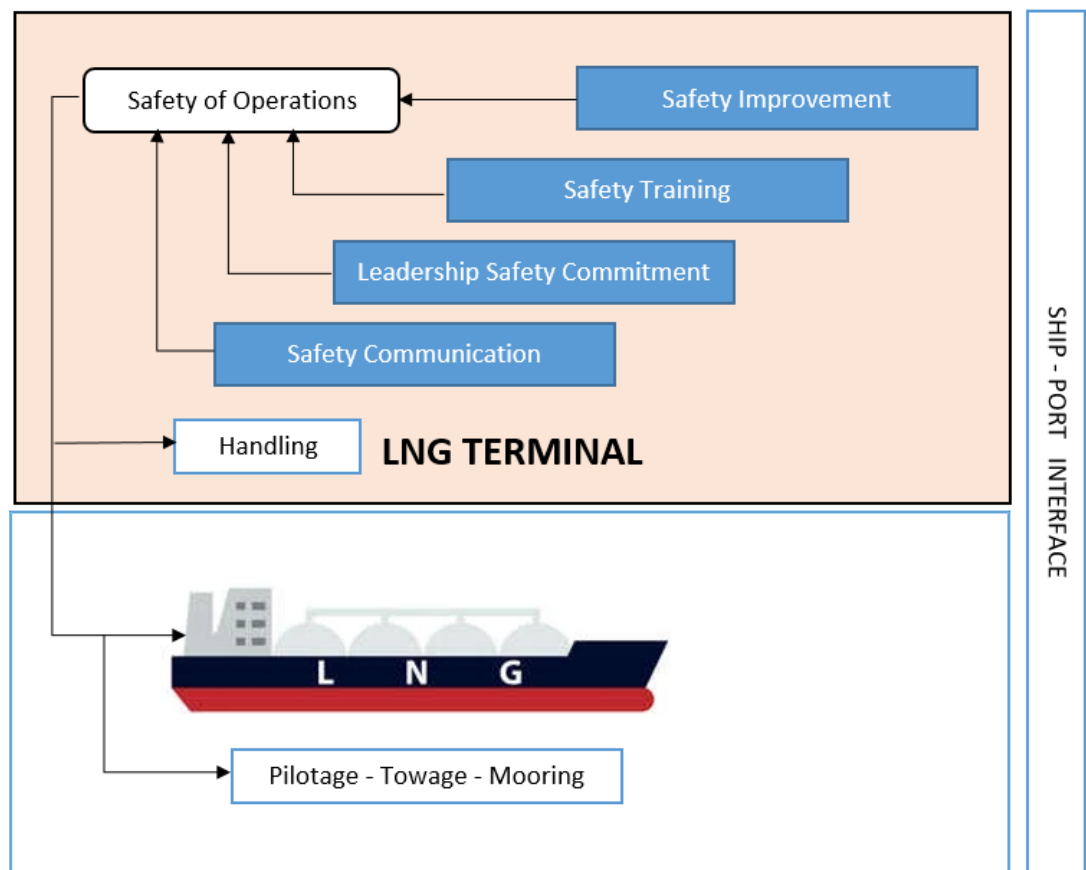 Safety of Operations
Safety Improvement
Safety Training
Leadership Safety Commitment
Safety Communication
Handling
LNG TERMINAL
SHIP - PORT INTERFACE
L N G
Pilotage - Towage - Mooring